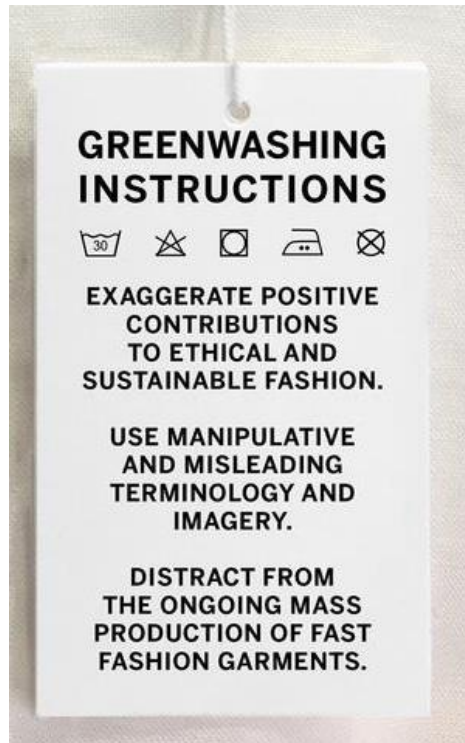 GREENWASHING
INSTRUCTIONS
30
EXAGGERATE POSITIVE
CONTRIBUTIONS
TO ETHICAL AND
SUSTAINABLE FASHION.
USE MANIPULATIVE
AND MISLEADING
TERMINOLOGY AND
IMAGERY.
DISTRACT FROM
THE ONGOING MASS
PRODUCTION OF FAST
FASHION GARMENTS.